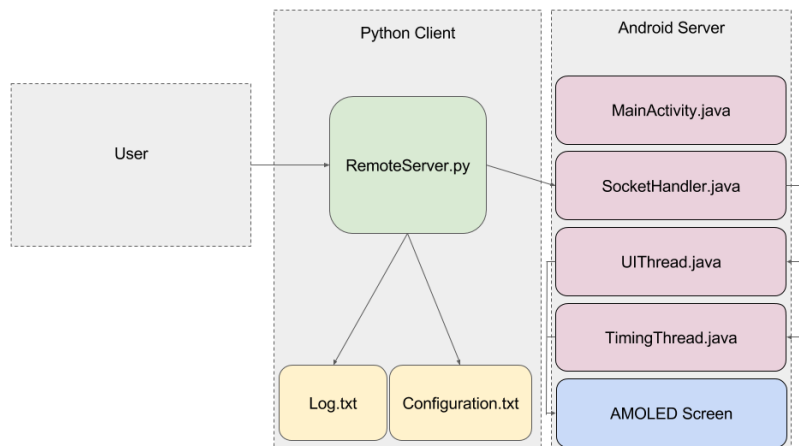 Python Client
Android Server
User
RemoteServer.py
MainActivity.java
SocketHandler.java
UIThread.java
TimingThread.java
Log.txt
Configuration.txt
AMOLED Screen